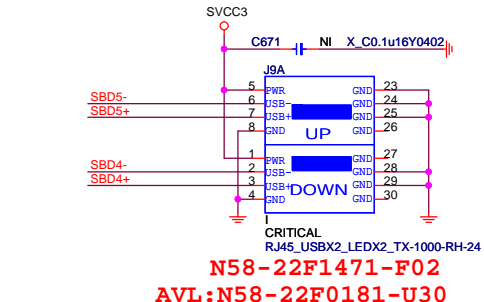 SVCC3
C671 NI X_C0.1u16Y0402
J9A
5 PWR GND 23
SBD5- 6 USB- GND 24
SBD5+ 7 USB+ GND 25
8 GND GND 26
UP
1 PWR GND 27
SBD4- 2 USB- GND 28
SBD4+ 3 USB+ GND 29
4 GND GND 30
DOWN
I
CRITICAL
RJ45_USBX2_LEDX2_TX-1000-RH-24
N58-22F1471-F02
AVL:N58-22F0181-U30